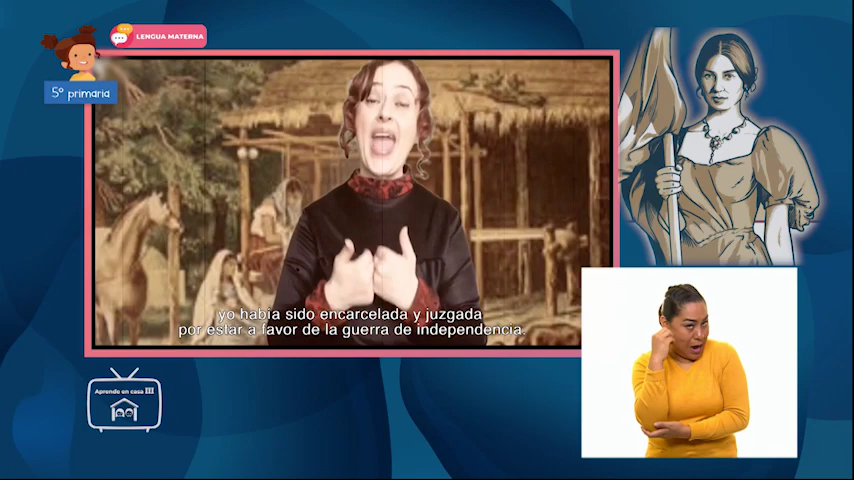 LENGUA MATERNA
5° primaria
yo había sido encarcelada y juzgada
por estar a favor de la guerra de independencia.
Aprende en casa III